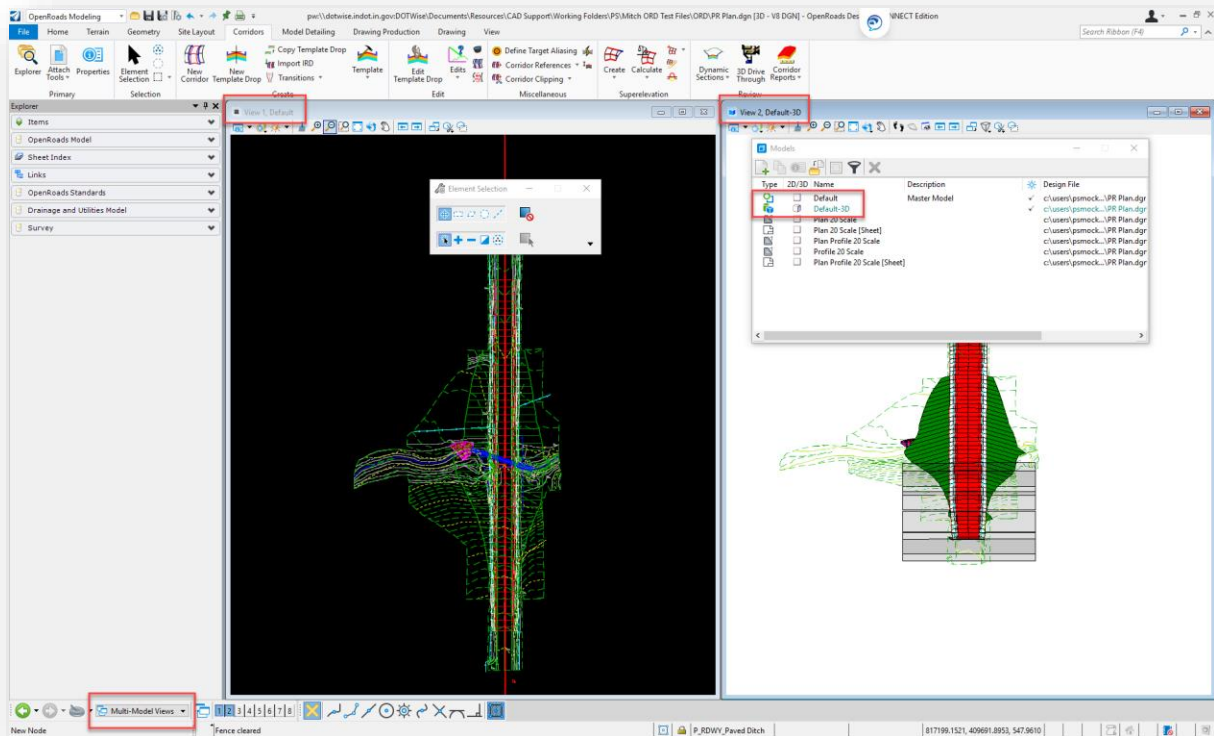 OpenRoads Modeling
pwc\\dotwise.indot.in.gov:DOTWise\Documents\Resources\CAD Support\Working Folders\PS\Mitch ORD Test Files\ORD\PR Plan.dgn [3D - V8 DGN] - OpenRoads Des
NNECT Edition
File Home Terrain Geometry Site Layout Corridors Model Detailing Drawing Production Drawing View
Search Ribbon (F4)
Explorer
Attach Tools
Properties
Primary
Element Selection
Selection
New Corridor
New Template Drop
Copy Template Drop
Import IRD
Transitions
Template
Create
Edit Template Drop
Edits
Edit
Define Target Aliasing
Corridor References
Corridor Clipping
Miscellaneous
Create
Calculate
Superelevation
Dynamic Sections
3D Drive Through
Corridor Reports
Review
Explorer
Items
OpenRoads Model
Sheet Index
Links
OpenRoads Standards
Drainage and Utilities Model
Survey
View 1, Default
Element Selection
View 2, Default-3D
Models
Type 2D/3D Name Description Design File
Default Master Model c:\users\psmock...\PR Plan.dgr
Default-3D c:\users\psmock...\PR Plan.dgr
Plan 20 Scale c:\users\psmock...\PR Plan.dgr
Plan 20 Scale [Sheet] c:\users\psmock...\PR Plan.dgr
Plan Profile 20 Scale c:\users\psmock...\PR Plan.dgr
Profile 20 Scale c:\users\psmock...\PR Plan.dgr
Plan Profile 20 Scale [Sheet] c:\users\psmock...\PR Plan.dgr
Multi-Model Views
1 2 3 4 5 6 7 8
New Node
Fence cleared
P_RDWY_Paved Ditch
817199.1521, 409691.8953, 547.9610